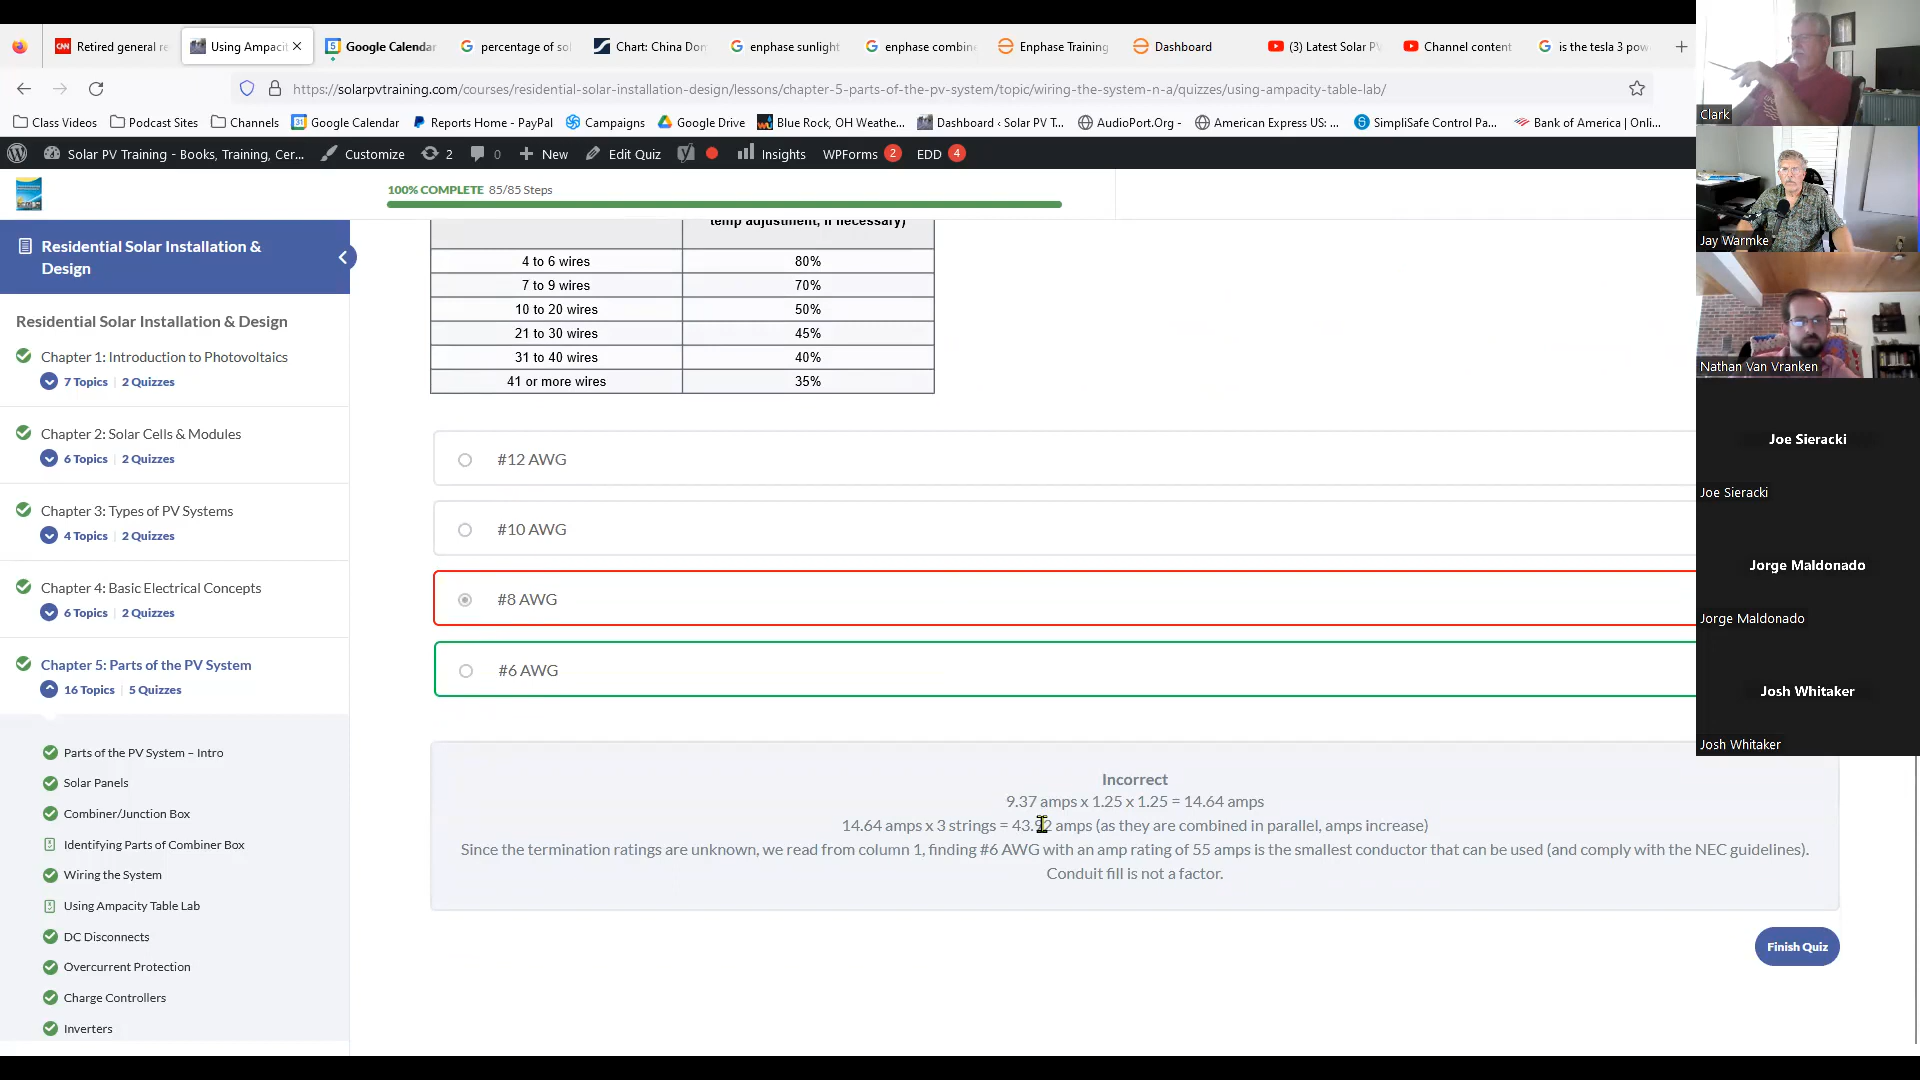 Retired general re
Using Ampacit
Google Calenda
percentage of so
Chart: China Dom
enphase sunlight
enphase combin
Enphase Training
Dashboard
(3) Latest Solar PV
Channel content
is the tesla 3 pow
https://solarpvtraining.com/courses/residential-solar-installation-design/lessons/chapter-5-parts-of-the-pv-system/topic/wiring-the-system-n-a/quizzes/using-ampacity-table-lab/
Class Videos
Podcast Sites
Channels
Google Calendar
Reports Home - PayPal
Campaigns
Google Drive
Blue Rock, OH Weathe...
Dashboard ‹ Solar PV T...
AudioPort.Org -
American Express US: ...
SimpliSafe Control Pa...
Bank of America | Onli...
Solar PV Training - Books, Training, Cer...
Customize
2
0
New
Edit Quiz
Insights
WPForms 2
EDD 4
100% COMPLETE 85/85 Steps
Residential Solar Installation &
Design
Residential Solar Installation & Design
Chapter 1: Introduction to Photovoltaics
7 Topics | 2 Quizzes
Chapter 2: Solar Cells & Modules
6 Topics | 2 Quizzes
Chapter 3: Types of PV Systems
4 Topics | 2 Quizzes
Chapter 4: Basic Electrical Concepts
6 Topics | 2 Quizzes
Chapter 5: Parts of the PV System
16 Topics | 5 Quizzes
Parts of the PV System – Intro
Solar Panels
Combiner/Junction Box
Identifying Parts of Combiner Box
Wiring the System
Using Ampacity Table Lab
DC Disconnects
Overcurrent Protection
Charge Controllers
Inverters
temp adjustment, if necessary)
4 to 6 wires 80%
7 to 9 wires 70%
10 to 20 wires 50%
21 to 30 wires 45%
31 to 40 wires 40%
41 or more wires 35%
#12 AWG
#10 AWG
#8 AWG
#6 AWG
Incorrect
9.37 amps x 1.25 x 1.25 = 14.64 amps
14.64 amps x 3 strings = 43.92 amps (as they are combined in parallel, amps increase)
Since the termination ratings are unknown, we read from column 1, finding #6 AWG with an amp rating of 55 amps is the smallest conductor that can be used (and comply with the NEC guidelines).
Conduit fill is not a factor.
Finish Quiz
Clark
Jay Warmke
Nathan Van Vranken
Joe Sieracki
Joe Sieracki
Jorge Maldonado
Jorge Maldonado
Josh Whitaker
Josh Whitaker